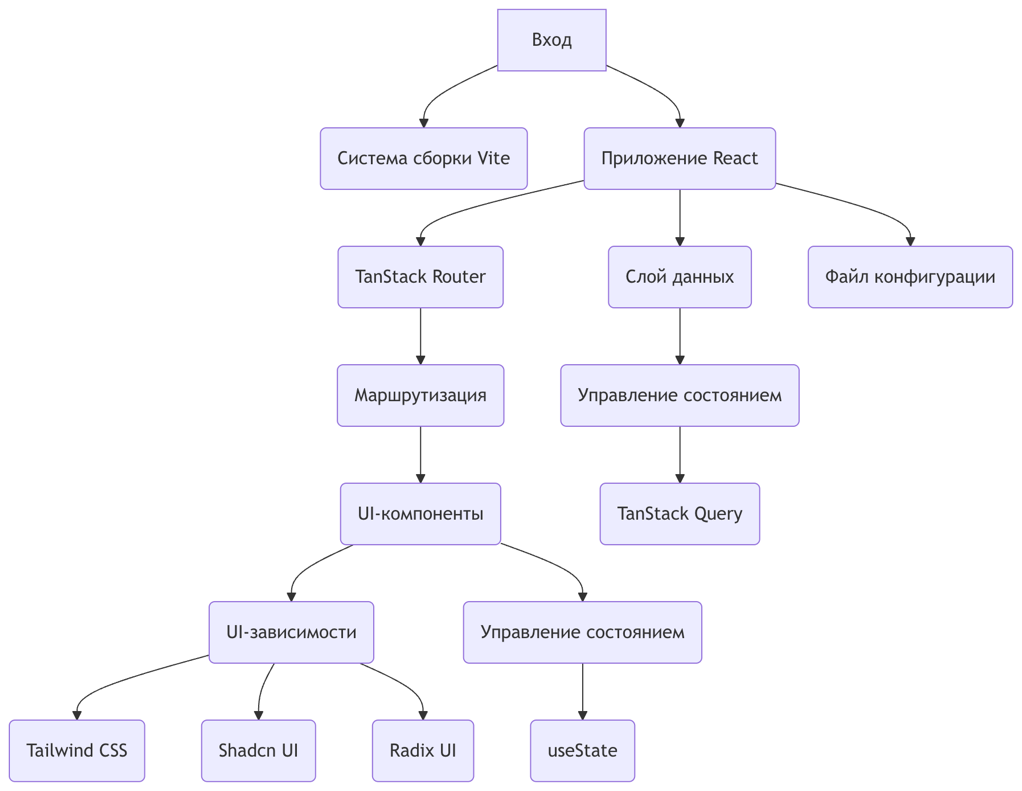 Вход
Система сборки Vite
Приложение React
TanStack Router
Слой данных
Файл конфигурации
Маршрутизация
Управление состоянием
UI-компоненты
TanStack Query
UI-зависимости
Управление состоянием
Tailwind CSS
Shadcn UI
Radix UI
useState